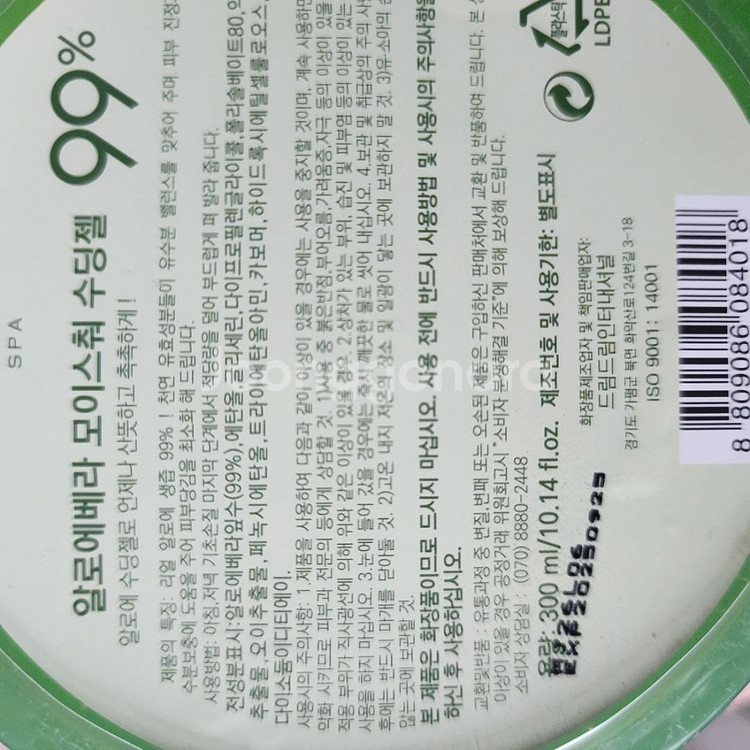 SPA
알로에베라 모이스춰 수딩젤 99%
알로에 수딩젤로 언제나 산뜻하고 촉촉하게!
제품의 특징: 리얼 알로에 생즙 99% ! 천연 유효성분들이 유수분 밸런스를 맞추어 주며 피부 진정
수분보충에 도움을 주어 피부당김을 최소화 해 드립니다.
사용방법: 아침,저녁 기초손질 마지막 단계에서 적당량을 덜어 부드럽게 펴 발라 줍니다.
전성분표시:알로에베라잎수(99%),에탄올,글리세린,다이프로필렌글라이콜,폴리솔베이트80,
추출물, 오이추출물, 페녹시에탄올, 트라이에탄올아민, 카보머, 하이드록시에틸셀룰로오스,
다이소듐이디티에이.
사용시의 주의사항: 1.제품을 사용하여 다음과 같이 이상이 있을 경우에는 사용을 중지할 것이며, 계속 사용하면
악화 시키므로 피부과 전문의 등에게 상담할 것. 1)사용 중 붉은반점,부어오름,가려움증,자극 등의 이상이 있을
적용 부위가 직사광선에 의해 위와 같은 이상이 있을 경우. 2.상처가 있는 부위, 습진 및 피부염 등의 이상이 있는
사용을 하지 마십시오. 3.눈에 들어 갔을 경우에는 즉시 깨끗한 물로 씻어 내십시오. 4.보관 및 취급상의 주의 사
후에는 반드시 마개를 닫아둘 것. 2)고온 내지 저온의 장소 및 일광이 닿는 곳에 보관하지 말 것. 3)유·소아의 손
많는 곳에 보관할 것.
본 제품은 화장품이므로 드시지 마십시오. 사용 전에 반드시 사용방법 및 사용시의 주의사항을
하신 후 사용하십시오.
교환및반품 : 유통과정 중 변질,변패 또는 오손된 제품은 구입하신 판매처에서 교환 및 반품하여 드립니다. 본
이상이 있을 경우 공정거래 위원회고시 "소비자 분쟁해결 기준"에 의해 보상해 드립니다.
소비자 상담실 : (070) 8880-2448
용량: 300 ml/10.14 fl.oz. 제조번호 및 사용기한: 별도표시
EXP20250925
화장품제조업자 및 책임판매업자:
드림드림인터내셔널
경기도 가평군 북면 화악산로124번길 3-18
ISO 9001: 14001
플라스틱
LDPE
8 809086 084018